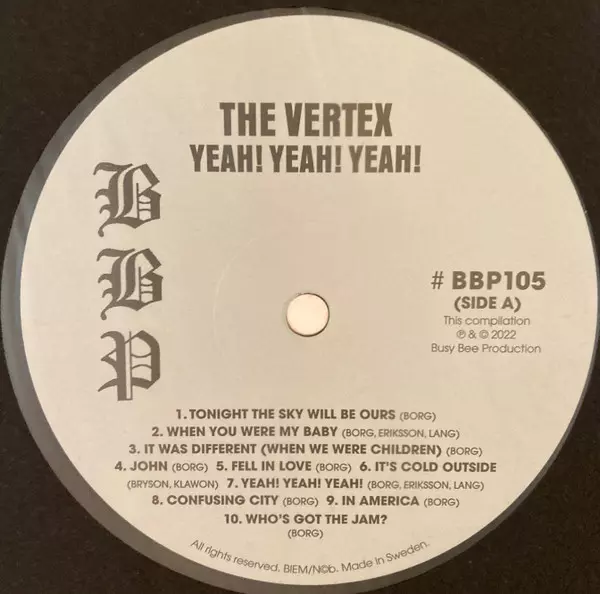 THE VERTEX
YEAH! YEAH! YEAH!
B
B
P
# BBP105
(SIDE A)
This compilation
℗ & © 2022
Busy Bee Production
1. TONIGHT THE SKY WILL BE OURS (BORG)
2. WHEN YOU WERE MY BABY (BORG, ERIKSSON, LANG)
3. IT WAS DIFFERENT (WHEN WE WERE CHILDREN) (BORG)
4. JOHN (BORG) 5. FELL IN LOVE (BORG) 6. IT'S COLD OUTSIDE
(BRYSON, KLAWON) 7. YEAH! YEAH! YEAH! (BORG, ERIKSSON, LANG)
8. CONFUSING CITY (BORG) 9. IN AMERICA (BORG)
10. WHO'S GOT THE JAM?
(BORG)
All rights reserved. BIEM/N©b. Made In Sweden.